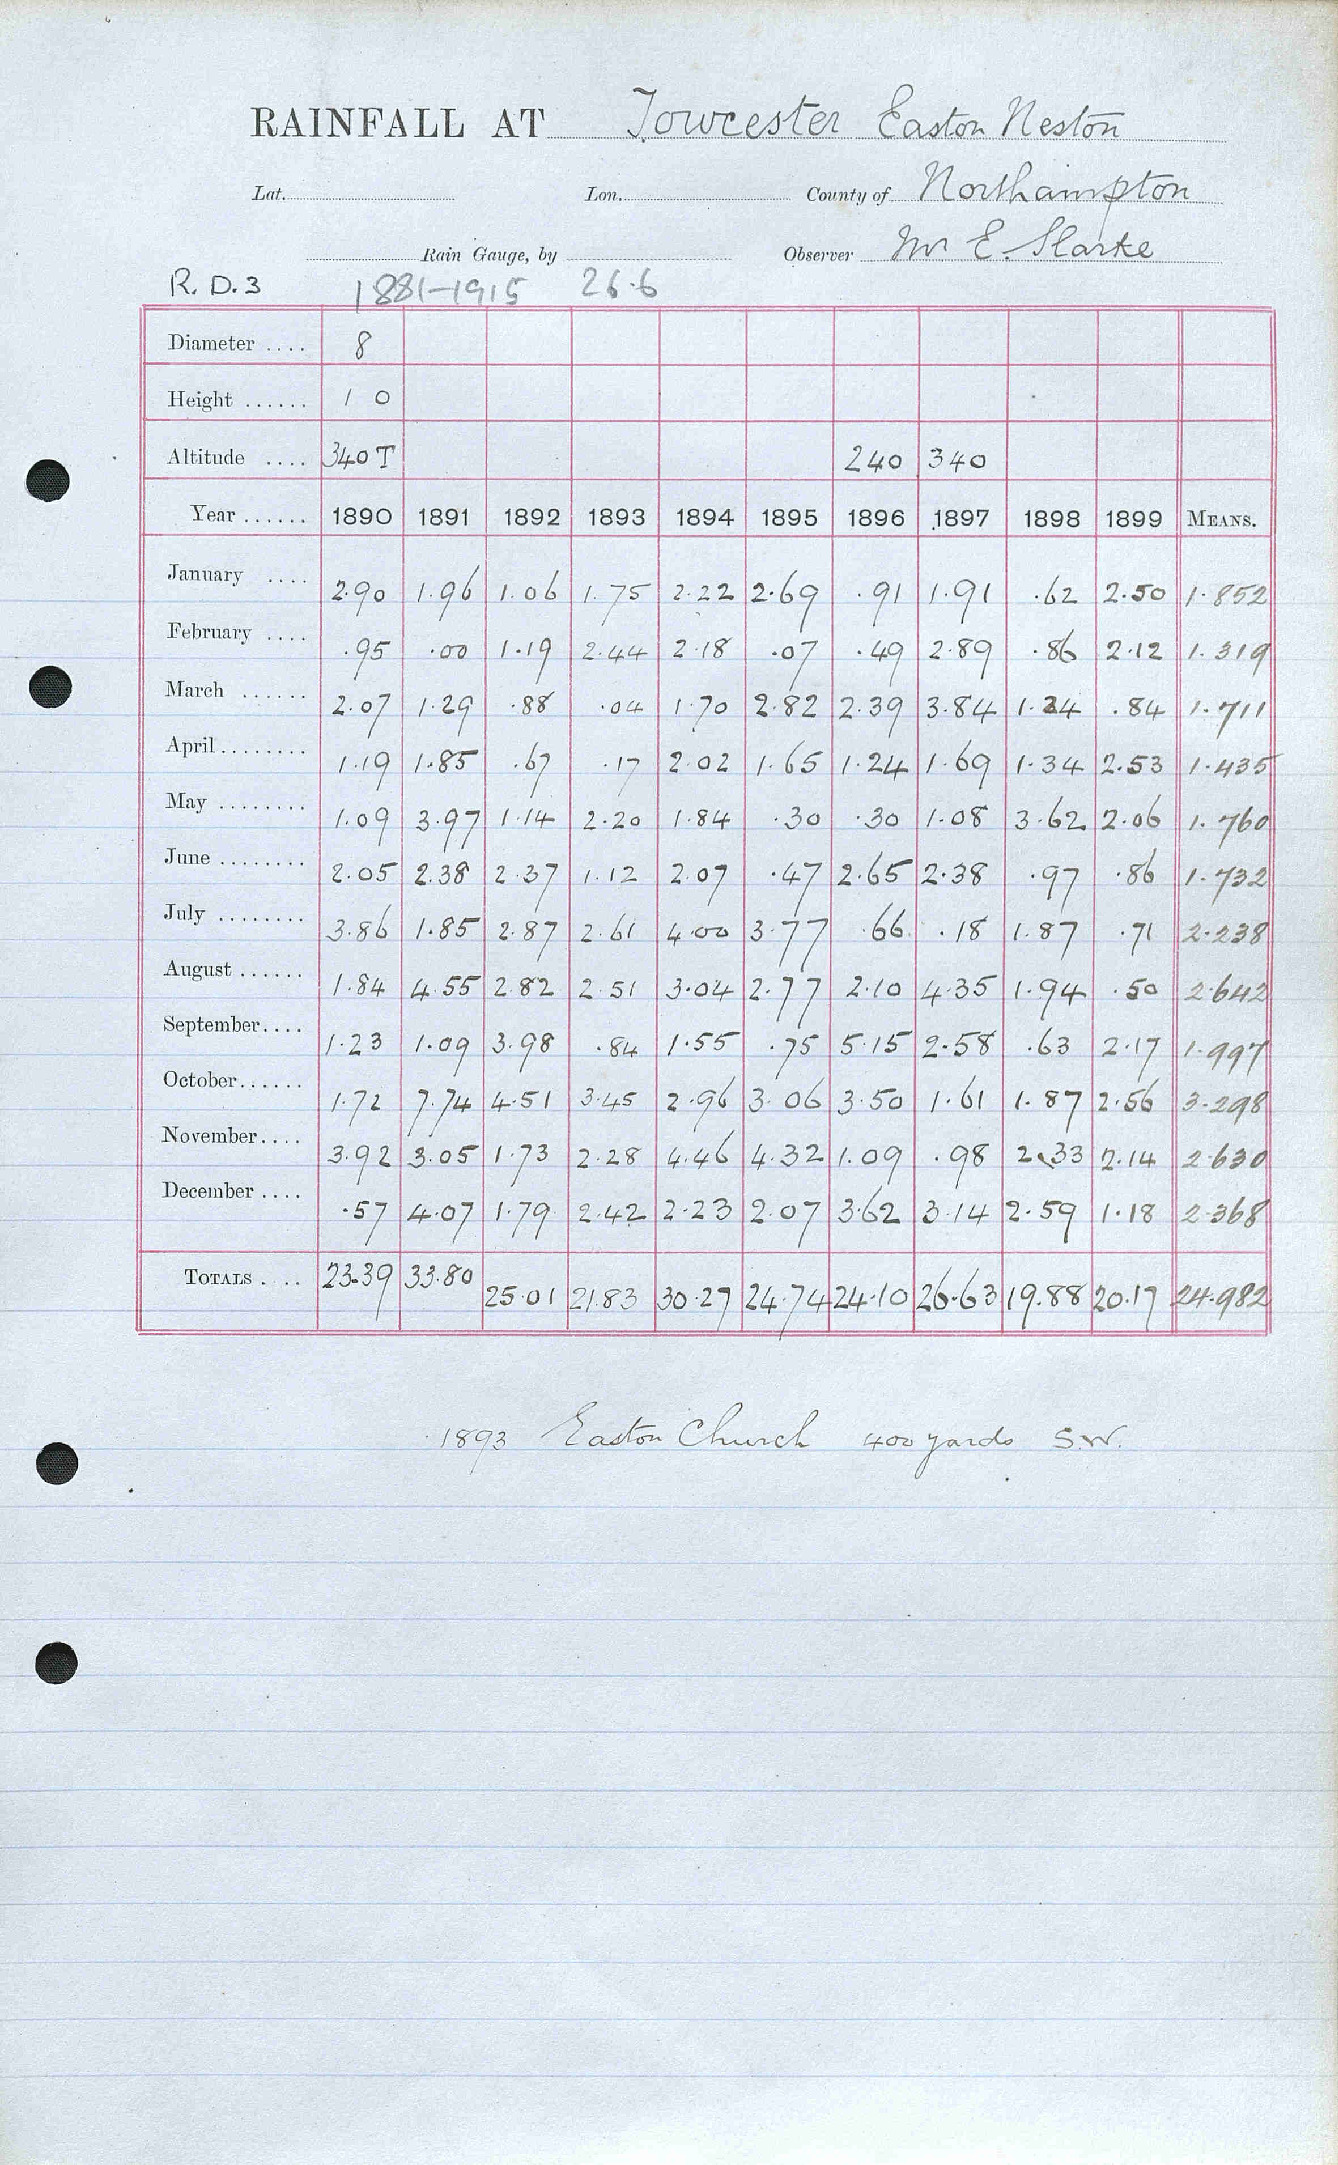 RAINFALL AT Towcester Easton Neston
Lat. Lon. County of Northampton
Rain Gauge, by Observer Mr E. Slarke
R. D. 3 1881-1915 26.6
Diameter .... 8
Height ...... 1 0
Altitude .... 340 T 240 340
Year ...... 1890 1891 1892 1893 1894 1895 1896 1897 1898 1899 MEANS.
January .... 2.90 1.96 1.06 1.75 2.22 2.69 .91 1.91 .62 2.50 1.852
February .... .95 .00 1.19 2.44 2.18 .07 .49 2.89 .86 2.12 1.319
March ...... 2.07 1.29 .88 .04 1.70 2.82 2.39 3.84 1.24 .84 1.711
April ........ 1.19 1.85 .67 .17 2.02 1.65 1.24 1.69 1.34 2.53 1.435
May ........ 1.09 3.97 1.14 2.20 1.84 .30 .30 1.08 3.62 2.06 1.760
June ........ 2.05 2.38 2.37 1.12 2.07 .47 2.65 2.38 .97 .86 1.732
July ........ 3.86 1.85 2.87 2.61 4.00 3.77 .66 .18 1.87 .71 2.238
August ...... 1.84 4.55 2.82 2.51 3.04 2.77 2.10 4.35 1.94 .50 2.642
September.... 1.23 1.09 3.98 .84 1.55 .75 5.15 2.58 .63 2.17 1.997
October...... 1.72 7.74 4.51 3.45 2.96 3.06 3.50 1.61 1.87 2.56 3.298
November.... 3.92 3.05 1.73 2.28 4.46 4.32 1.09 .98 2.33 2.14 2.630
December .... .57 4.07 1.79 2.42 2.23 2.07 3.62 3.14 2.59 1.18 2.368
TOTALS .... 23.39 33.80 25.01 21.83 30.27 24.74 24.10 26.63 19.88 20.17 24.982
1893 Easton Church 400 yards S.W.